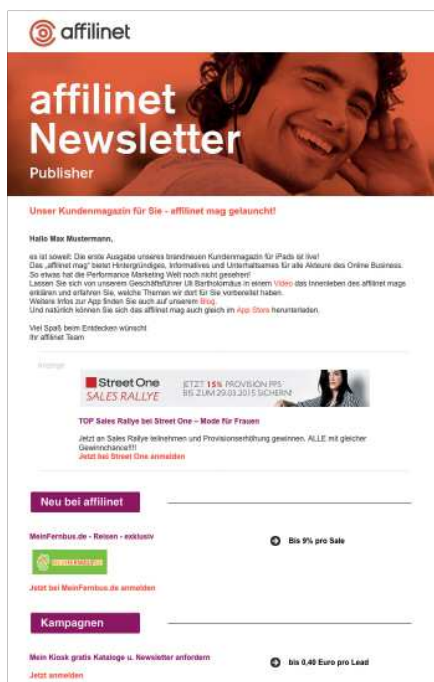 affilinet
affilinet
Newsletter
Publisher
Unser Kundenmagazin für Sie - affilinet mag gelauncht!
Hallo Max Mustermann,
es ist soweit: Die erste Ausgabe unseres brandneuen Kundenmagazin für iPads ist live!
Das „affilinet mag" bietet Hintergründiges, Informatives und Unterhaltsames für alle Akteure des Online Business.
So etwas hat die Performance Marketing Welt noch nicht gesehen!
Lassen Sie sich von unserem Geschäftsführer Uli Bartholomäus in einem Video das Innenleben des affilinet mags
erklären und erfahren Sie, welche Themen wir dort für Sie vorbereitet haben.
Weitere Infos zur App finden Sie auch auf unserem Blog.
Und natürlich können Sie sich das affilinet mag auch gleich im App Store herunterladen.
Viel Spaß beim Entdecken wünscht
Ihr affilinet Team
Anzeige
Street One
SALES RALLYE
JETZT 15% PROVISION PPS
BIS ZUM 29.03.2015 SICHERN!
TOP Sales Rallye bei Street One – Mode für Frauen
Jetzt an Sales Rallye teilnehmen und Provisionserhöhung gewinnen. ALLE mit gleicher
Gewinnchance!!!!
Jetzt bei Street One anmelden
Neu bei affilinet
MeinFernbus.de - Reisen - exklusiv
Bis 9% pro Sale
MEINFERNBUS.DE
Jetzt bei MeinFernbus.de anmelden
Kampagnen
Mein Kiosk gratis Kataloge u. Newsletter anfordern
bis 0,40 Euro pro Lead
Jetzt anmelden